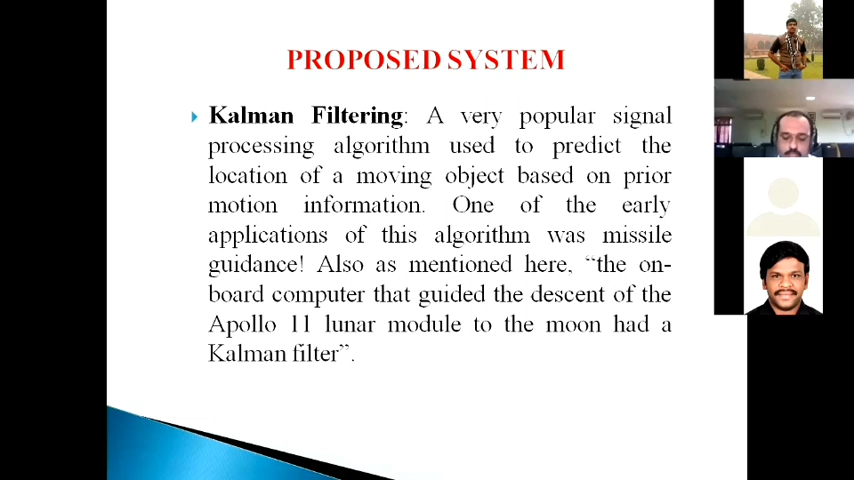 PROPOSED SYSTEM
Kalman Filtering: A very popular signal
processing algorithm used to predict the
location of a moving object based on prior
motion information. One of the early
applications of this algorithm was missile
guidance! Also as mentioned here, “the on-
board computer that guided the descent of the
Apollo 11 lunar module to the moon had a
Kalman filter”.